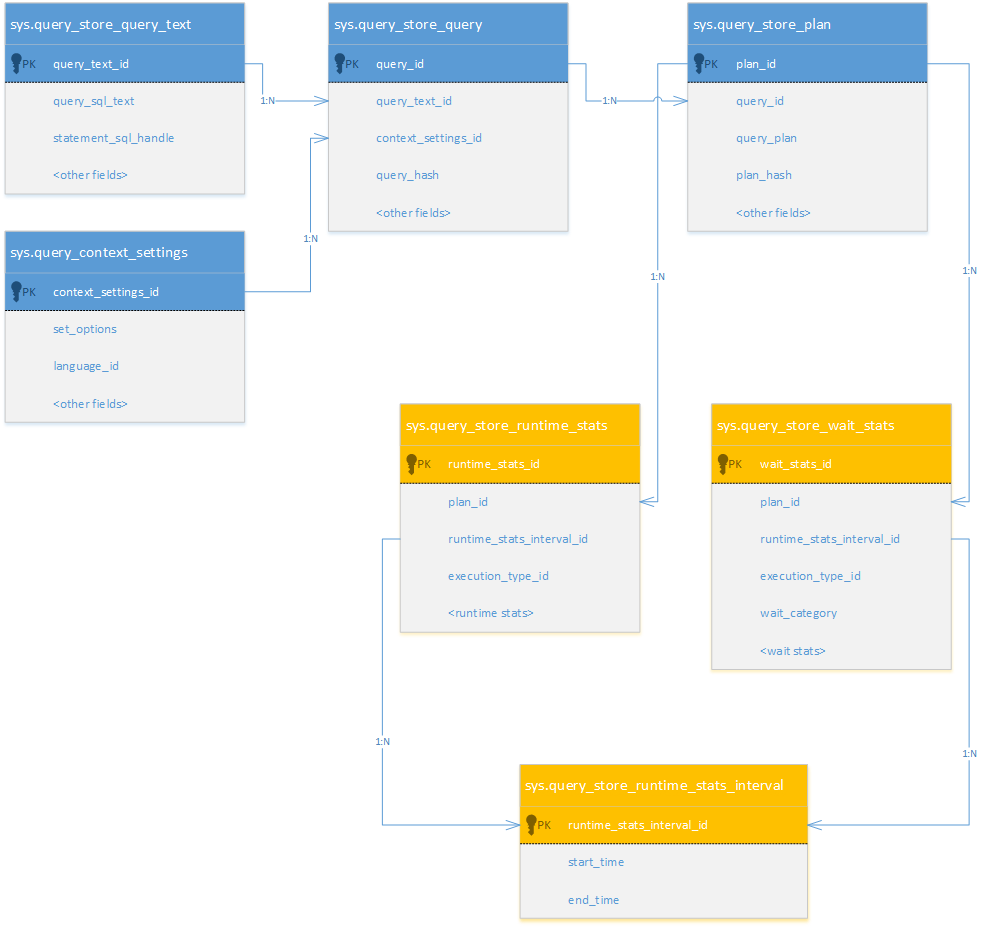 sys.query_store_query_text
PK query_text_id
query_sql_text
statement_sql_handle
<other fields>
sys.query_store_query
PK query_id
query_text_id
context_settings_id
query_hash
<other fields>
sys.query_store_plan
PK plan_id
query_id
query_plan
plan_hash
<other fields>
1:N
1:N
sys.query_context_settings
PK context_settings_id
set_options
language_id
<other fields>
1:N
1:N
1:N
sys.query_store_runtime_stats
PK runtime_stats_id
plan_id
runtime_stats_interval_id
execution_type_id
<runtime stats>
sys.query_store_wait_stats
PK wait_stats_id
plan_id
runtime_stats_interval_id
execution_type_id
wait_category
<wait stats>
1:N
1:N
sys.query_store_runtime_stats_interval
PK runtime_stats_interval_id
start_time
end_time